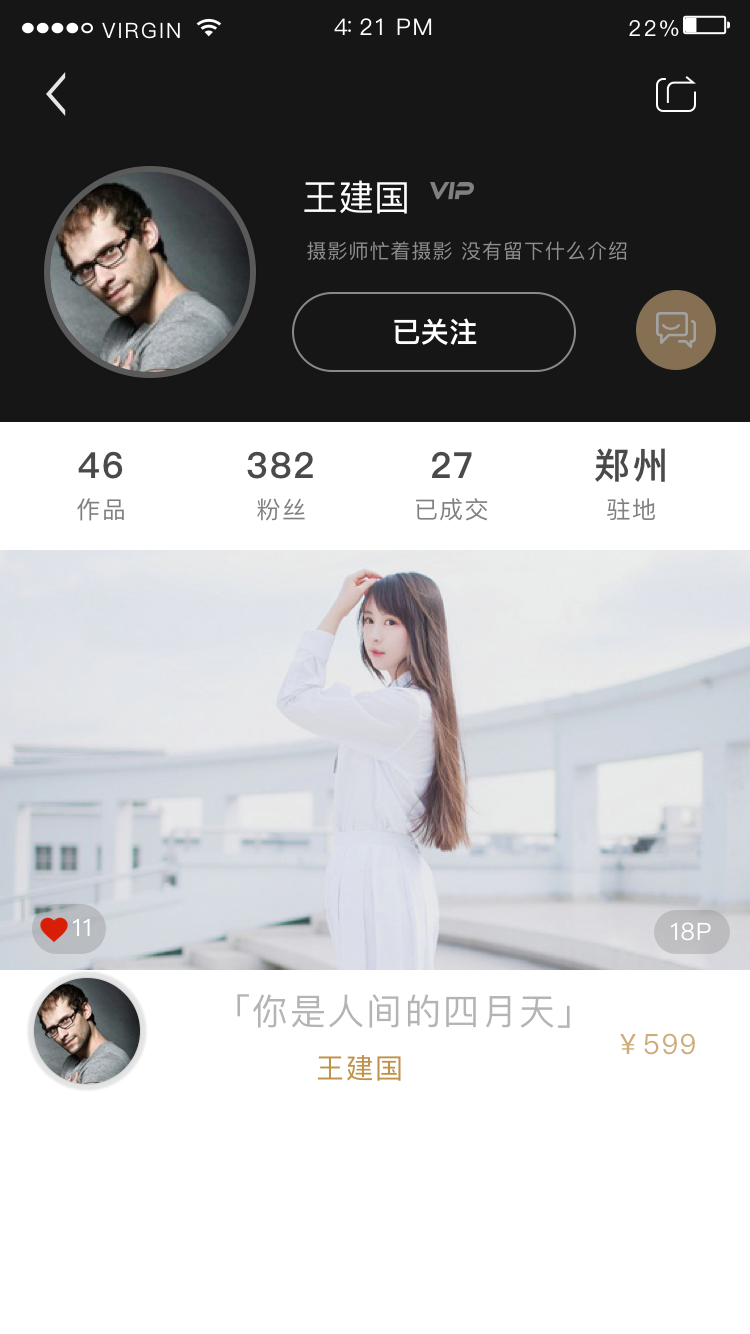 VIRGIN 4: 21 PM 22%
王建国 VIP
摄影师忙着摄影 没有留下什么介绍
已关注
46 382 27 郑州
作品 粉丝 已成交 驻地
11 18P
「你是人间的四月天」
¥ 599
王建国